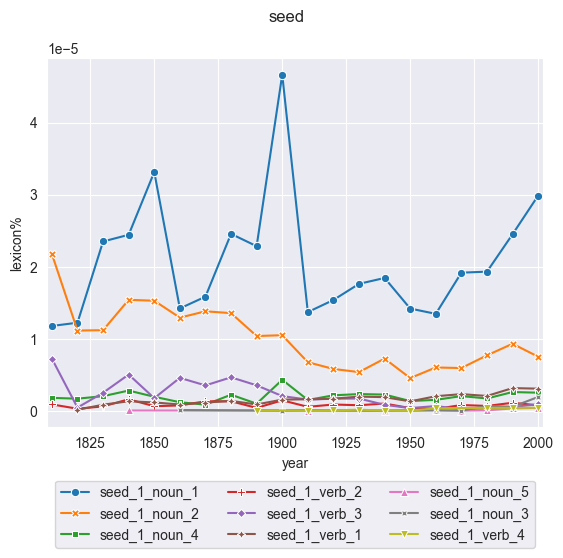 seed
1e−5
4
3
2
1
0
lexicon%
1825 1850 1875 1900 1925 1950 1975 2000
year
seed_1_noun_1 seed_1_verb_2 seed_1_noun_5
seed_1_noun_2 seed_1_verb_3 seed_1_noun_3
seed_1_noun_4 seed_1_verb_1 seed_1_verb_4